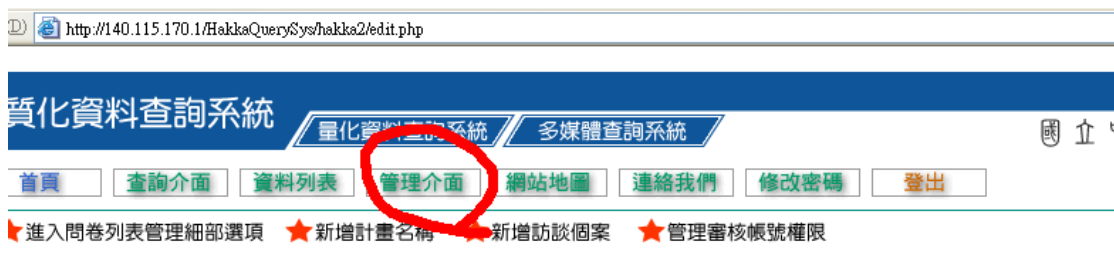 D) http://140.115.170.1/HakkaQuerySys/hakka2/edit.php
質化資料查詢系統 量化資料查詢系統 多媒體查詢系統 國立
首頁 查詢介面 資料列表 管理介面 網站地圖 連絡我們 修改密碼 登出
進入問卷列表管理細部選項 新增計畫名稱 新增訪談個案 管理審核帳號權限